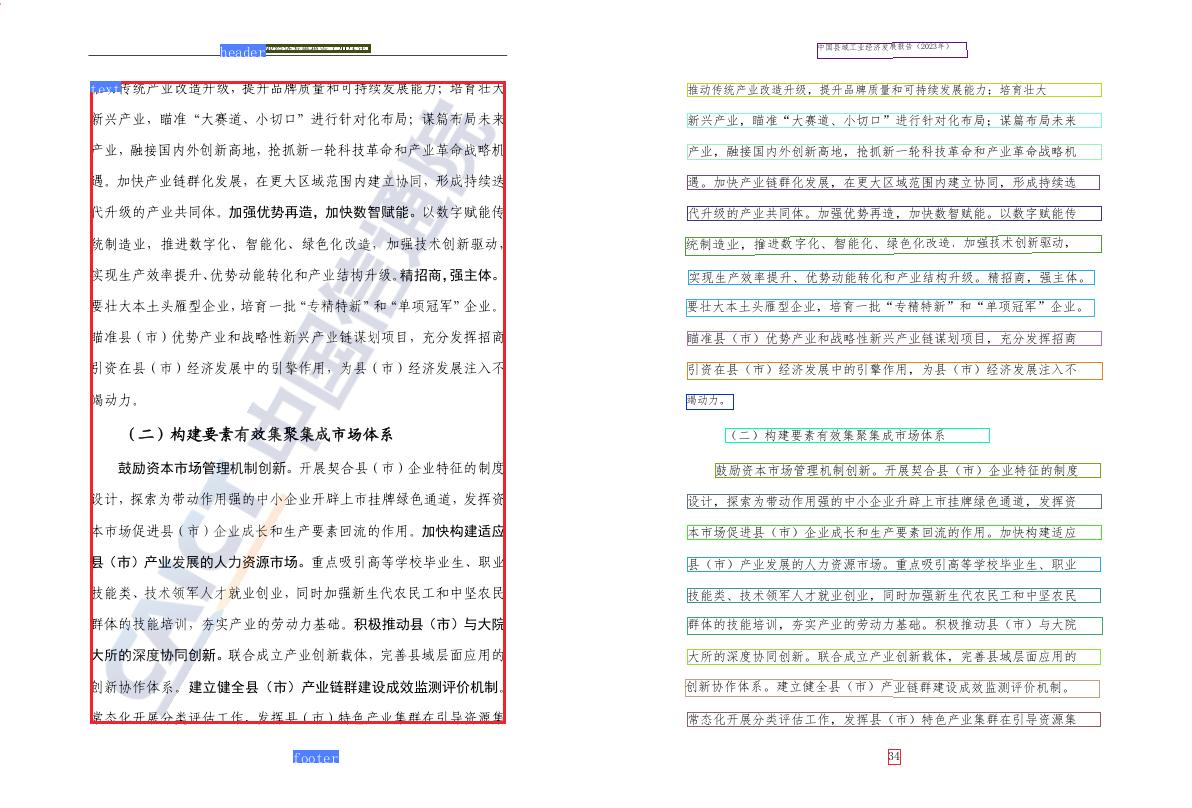 header
text
推动传统产业改造升级，提升品牌质量和可持续发展能力；培育壮大
新兴产业，瞄准“大赛道、小切口”进行针对化布局；谋篇布局未来
产业，融接国内外创新高地，抢抓新一轮科技革命和产业革命战略机
遇。加快产业链群化发展，在更大区域范围内建立协同，形成持续迭
代升级的产业共同体。加强优势再造，加快数智赋能。以数字赋能传
统制造业，推进数字化、智能化、绿色化改造，加强技术创新驱动，
实现生产效率提升、优势动能转化和产业结构升级。精招商，强主体。
要壮大本土头雁型企业，培育一批“专精特新”和“单项冠军”企业。
瞄准县（市）优势产业和战略性新兴产业链谋划项目，充分发挥招商
引资在县（市）经济发展中的引擎作用，为县（市）经济发展注入不
竭动力。
（二）构建要素有效集聚集成市场体系
鼓励资本市场管理机制创新。开展契合县（市）企业特征的制度
设计，探索为带动作用强的中小企业开辟上市挂牌绿色通道，发挥资
本市场促进县（市）企业成长和生产要素回流的作用。加快构建适应
县（市）产业发展的人力资源市场。重点吸引高等学校毕业生、职业
技能类、技术领军人才就业创业，同时加强新生代农民工和中坚农民
群体的技能培训，夯实产业的劳动力基础。积极推动县（市）与大院
大所的深度协同创新。联合成立产业创新载体，完善县域层面应用的
创新协作体系。建立健全县（市）产业链群建设成效监测评价机制。
常态化开展分类评估工作，发挥县（市）特色产业集群在引导资源集
footer
CAICT 中国信通院
中国县域工业经济发展报告（2023年）
推动传统产业改造升级，提升品牌质量和可持续发展能力；培育壮大
新兴产业，瞄准“大赛道、小切口”进行针对化布局；谋篇布局未来
产业，融接国内外创新高地，抢抓新一轮科技革命和产业革命战略机
遇。加快产业链群化发展，在更大区域范围内建立协同，形成持续迭
代升级的产业共同体。加强优势再造，加快数智赋能。以数字赋能传
统制造业，推进数字化、智能化、绿色化改造，加强技术创新驱动，
实现生产效率提升、优势动能转化和产业结构升级。精招商，强主体。
要壮大本土头雁型企业，培育一批“专精特新”和“单项冠军”企业。
瞄准县（市）优势产业和战略性新兴产业链谋划项目，充分发挥招商
引资在县（市）经济发展中的引擎作用，为县（市）经济发展注入不
竭动力。
（二）构建要素有效集聚集成市场体系
鼓励资本市场管理机制创新。开展契合县（市）企业特征的制度
设计，探索为带动作用强的中小企业开辟上市挂牌绿色通道，发挥资
本市场促进县（市）企业成长和生产要素回流的作用。加快构建适应
县（市）产业发展的人力资源市场。重点吸引高等学校毕业生、职业
技能类、技术领军人才就业创业，同时加强新生代农民工和中坚农民
群体的技能培训，夯实产业的劳动力基础。积极推动县（市）与大院
大所的深度协同创新。联合成立产业创新载体，完善县域层面应用的
创新协作体系。建立健全县（市）产业链群建设成效监测评价机制。
常态化开展分类评估工作，发挥县（市）特色产业集群在引导资源集
34